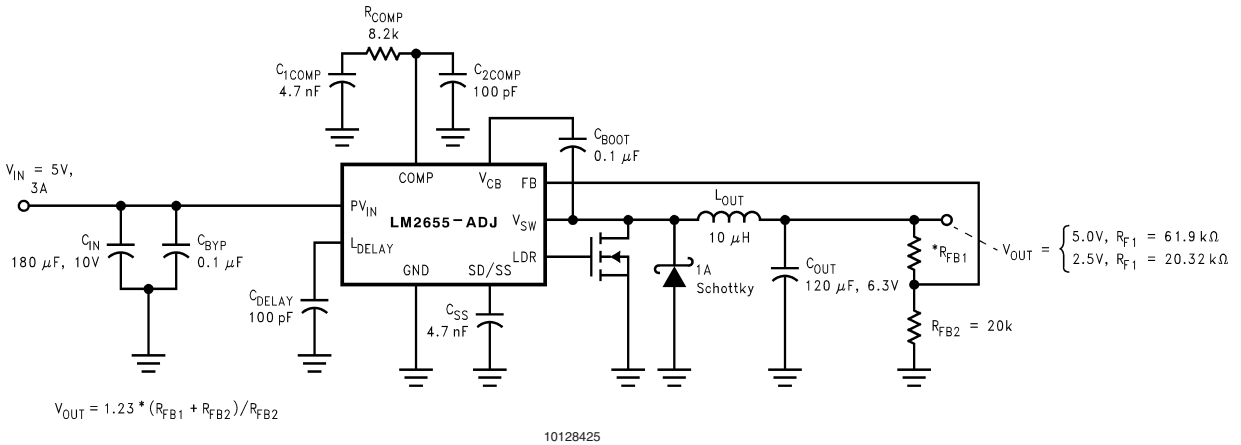 R_COMP
8.2k
C_1COMP
4.7 nF
C_2COMP
100 pF
C_BOOT
0.1 μF
V_IN = 5V,
3A
COMP
V_CB
FB
PV_IN
LM2655-ADJ
V_SW
L_DELAY
LDR
GND
SD/SS
C_IN
180 μF, 10V
C_BYP
0.1 μF
C_DELAY
100 pF
C_SS
4.7 nF
1A
Schottky
L_OUT
10 μH
C_OUT
120 μF, 6.3V
*R_FB1
R_FB2 = 20k
V_OUT = { 5.0V, R_F1 = 61.9 kΩ
2.5V, R_F1 = 20.32 kΩ
V_OUT = 1.23 * (R_FB1 + R_FB2)/R_FB2
10128425